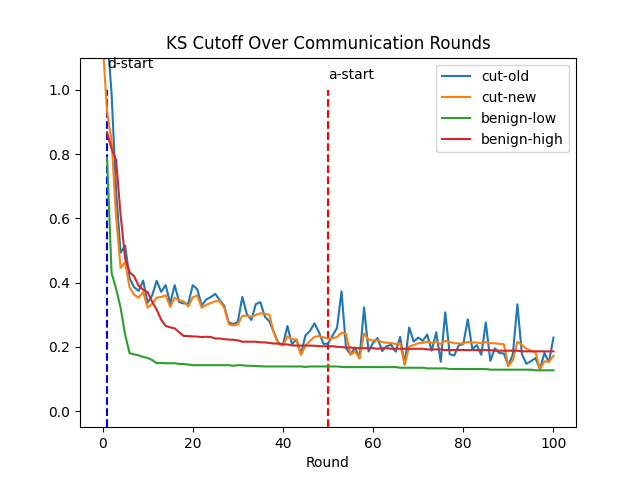 KS Cutoff Over Communication Rounds
d-start
a-start
cut-old
cut-new
benign-low
benign-high
1.0
0.8
0.6
0.4
0.2
0.0
0 20 40 60 80 100
Round